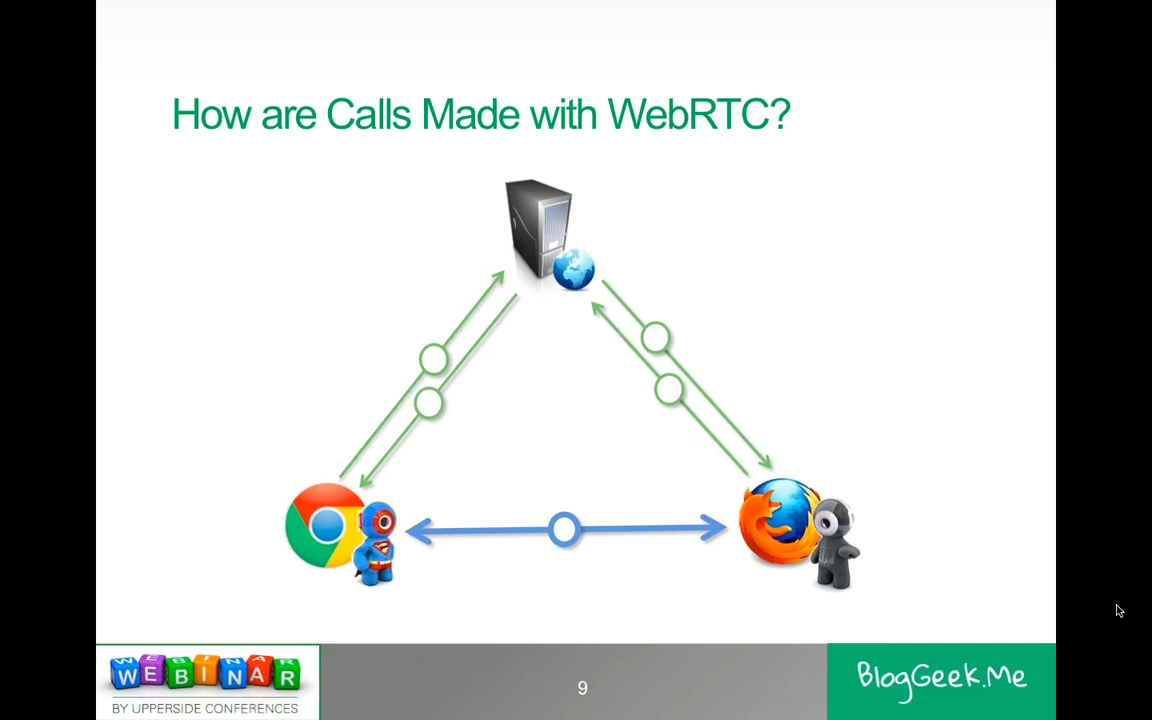 How are Calls Made with WebRTC?
WEBINAR
BY UPPERSIDE CONFERENCES
9
BlogGeek.Me